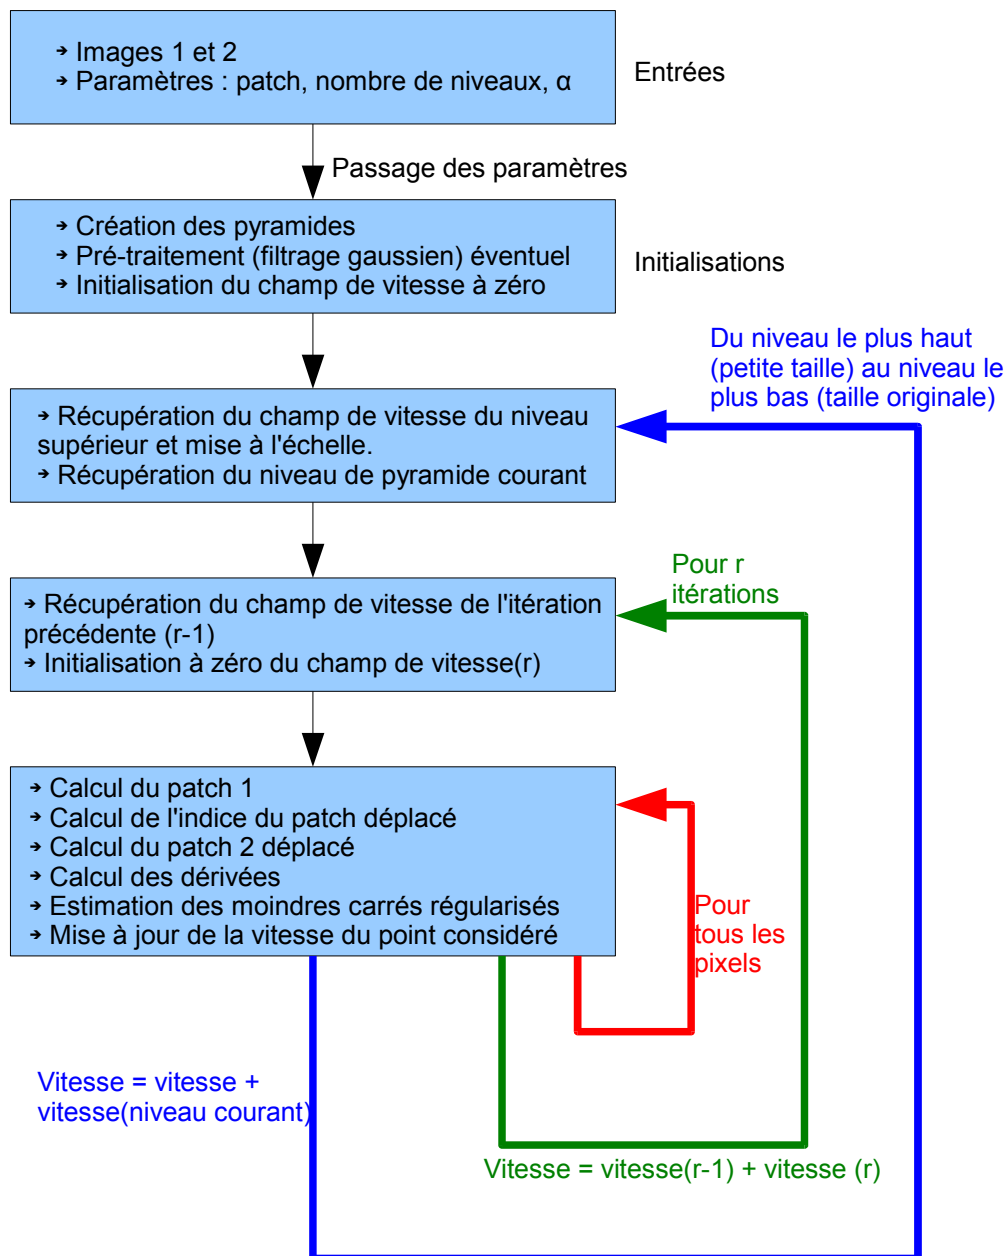 ➔ Images 1 et 2
➔ Paramètres : patch, nombre de niveaux, α
Entrées
Passage des paramètres
➔ Création des pyramides
➔ Pré-traitement (filtrage gaussien) éventuel
➔ Initialisation du champ de vitesse à zéro
Initialisations
Du niveau le plus haut
(petite taille) au niveau le
plus bas (taille originale)
➔ Récupération du champ de vitesse du niveau
supérieur et mise à l'échelle.
➔ Récupération du niveau de pyramide courant
Pour r
itérations
➔ Récupération du champ de vitesse de l'itération
précédente (r-1)
➔ Initialisation à zéro du champ de vitesse(r)
➔ Calcul du patch 1
➔ Calcul de l'indice du patch déplacé
➔ Calcul du patch 2 déplacé
➔ Calcul des dérivées
➔ Estimation des moindres carrés régularisés
➔ Mise à jour de la vitesse du point considéré
Pour
tous les
pixels
Vitesse = vitesse +
vitesse(niveau courant)
Vitesse = vitesse(r-1) + vitesse (r)